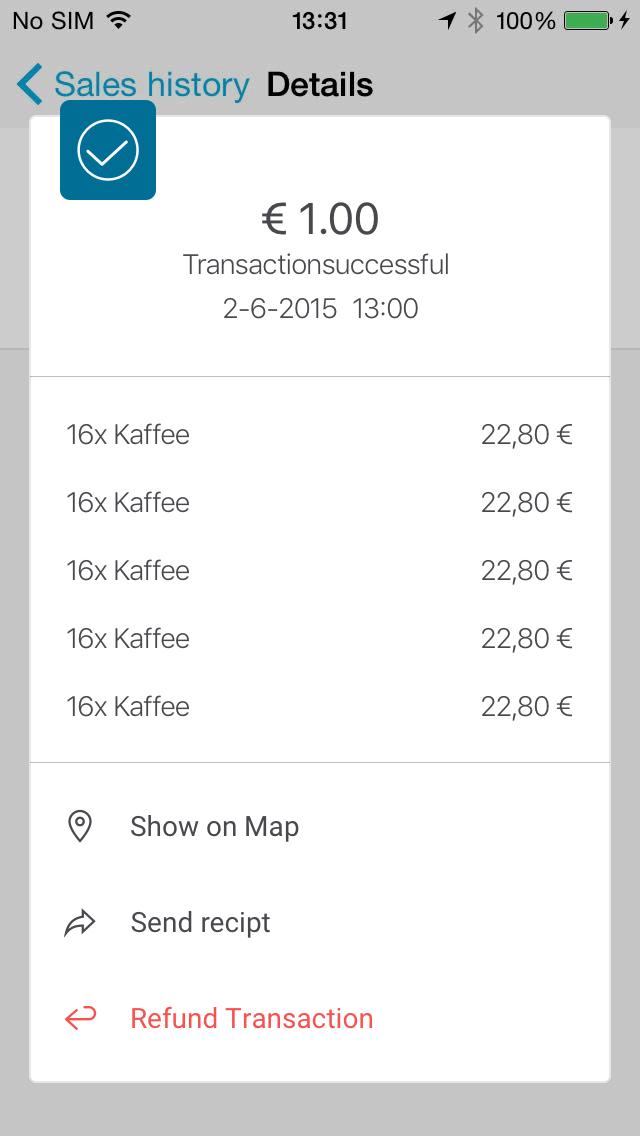 No SIM 13:31 100%
Sales history Details
€ 1.00
Transactionsuccessful
2-6-2015 13:00
16x Kaffee 22,80 €
16x Kaffee 22,80 €
16x Kaffee 22,80 €
16x Kaffee 22,80 €
16x Kaffee 22,80 €
Show on Map
Send recipt
Refund Transaction